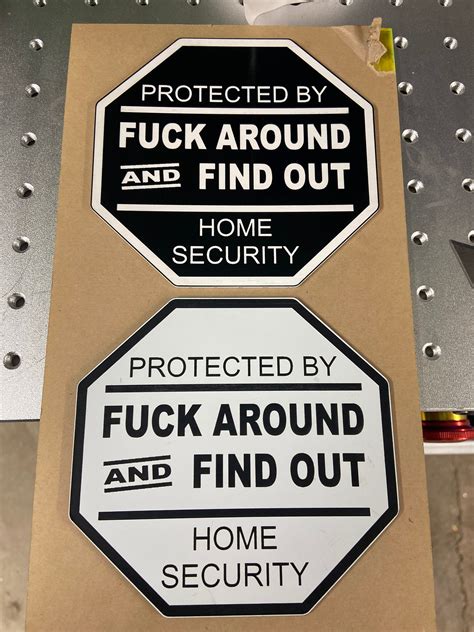 PROTECTED BY
FUCK AROUND
AND FIND OUT
HOME
SECURITY
PROTECTED BY
FUCK AROUND
AND FIND OUT
HOME
SECURITY